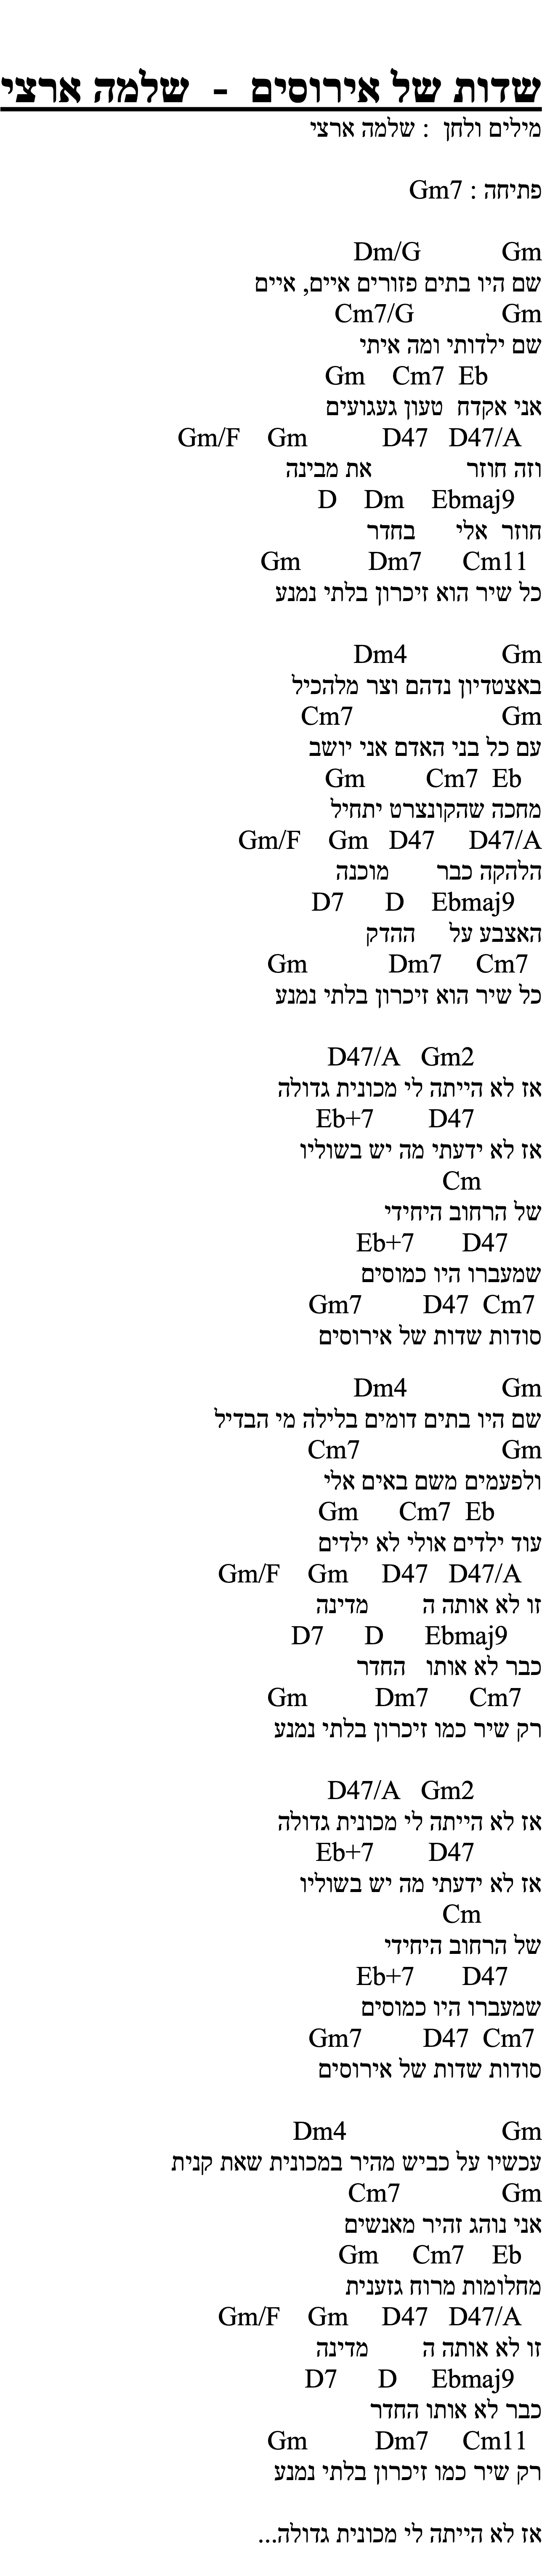 שדות של אירוסים - שלמה ארצי
מילים ולחן : שלמה ארצי
פתיחה : Gm7
Dm/G Gm
שם היו בתים פזורים איים, איים
Cm7/G Gm
שם ילדותי ומה איתי
Gm Cm7 Eb
אני אקדח טעון געגועים
Gm/F Gm D47 D47/A
וזה חוזר את מבינה
D Dm Ebmaj9
חוזר אלי בחדר
Gm Dm7 Cm11
כל שיר הוא זיכרון בלתי נמנע
Dm4 Gm
באצטדיון נדהם וצר מלהכיל
Cm7 Gm
עם כל בני האדם אני יושב
Gm Cm7 Eb
מחכה שהקונצרט יתחיל
Gm/F Gm D47 D47/A
הלהקה כבר מוכנה
D7 D Ebmaj9
האצבע על ההדק
Gm Dm7 Cm7
כל שיר הוא זיכרון בלתי נמנע
D47/A Gm2
אז לא הייתה לי מכונית גדולה
Eb+7 D47
אז לא ידעתי מה יש בשוליו
Cm
של הרחוב היחידי
Eb+7 D47
שמעברו היו כמוסים
Gm7 D47 Cm7
סודות שדות של אירוסים
Dm4 Gm
שם היו בתים דומים בלילה מי הבדיל
Cm7 Gm
ולפעמים משם באים אלי
Gm Cm7 Eb
עוד ילדים אולי לא ילדים
Gm/F Gm D47 D47/A
זו לא אותה ה מדינה
D7 D Ebmaj9
כבר לא אותו החדר
Gm Dm7 Cm7
רק שיר כמו זיכרון בלתי נמנע
D47/A Gm2
אז לא הייתה לי מכונית גדולה
Eb+7 D47
אז לא ידעתי מה יש בשוליו
Cm
של הרחוב היחידי
Eb+7 D47
שמעברו היו כמוסים
Gm7 D47 Cm7
סודות שדות של אירוסים
Dm4 Gm
עכשיו על כביש מהיר במכונית שאת קנית
Cm7 Gm
אני נוהג זהיר מאנשים
Gm Cm7 Eb
מחלומות מרוח גזענית
Gm/F Gm D47 D47/A
זו לא אותה ה מדינה
D7 D Ebmaj9
כבר לא אותו החדר
Gm Dm7 Cm11
רק שיר כמו זיכרון בלתי נמנע
אז לא הייתה לי מכונית גדולה...